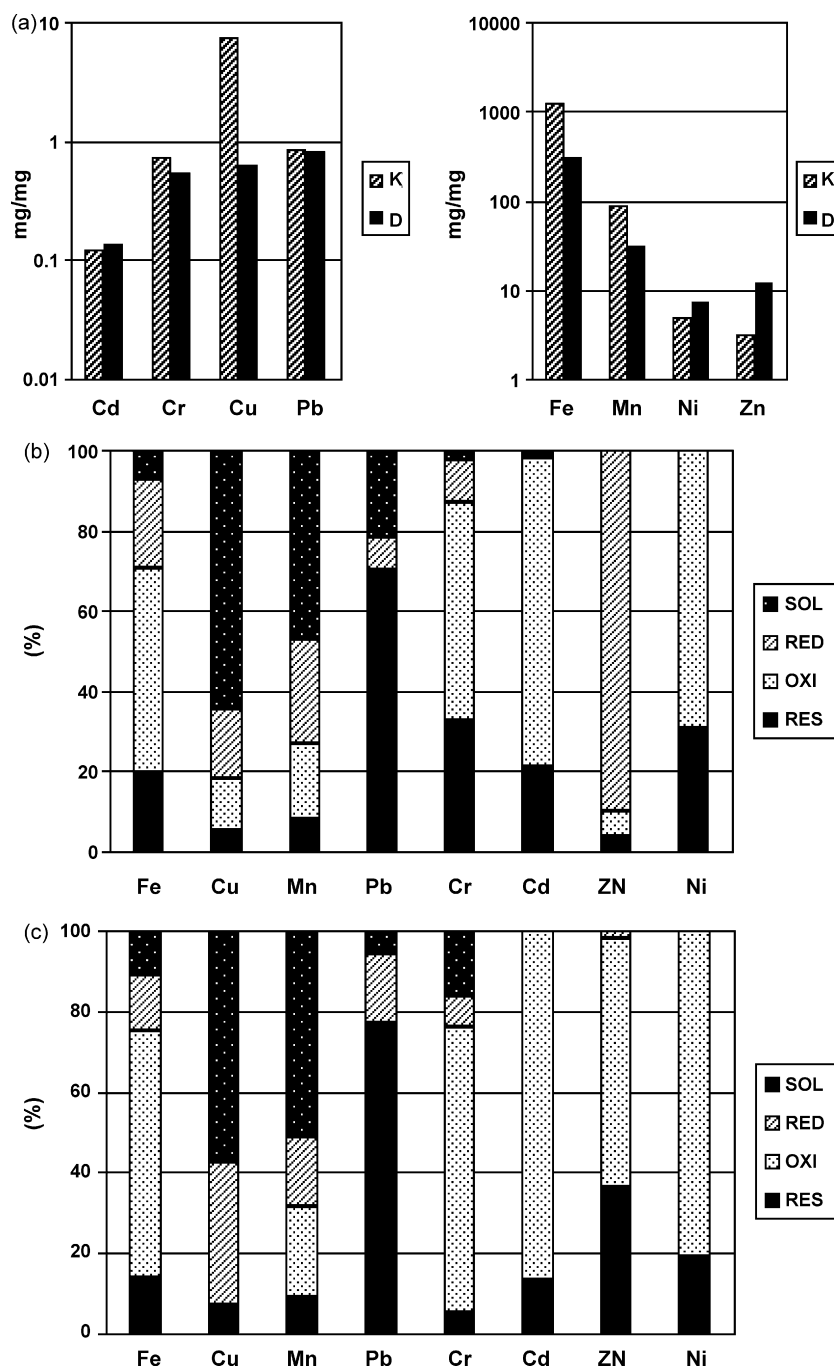 (a)
10
1
0.1
0.01
mg/mg
Cd Cr Cu Pb
K
D
10000
1000
100
10
1
mg/mg
Fe Mn Ni Zn
K
D
(b)
100
80
60
40
20
0
(%)
Fe Cu Mn Pb Cr Cd ZN Ni
SOL
RED
OXI
RES
(c)
100
80
60
40
20
0
(%)
Fe Cu Mn Pb Cr Cd ZN Ni
SOL
RED
OXI
RES